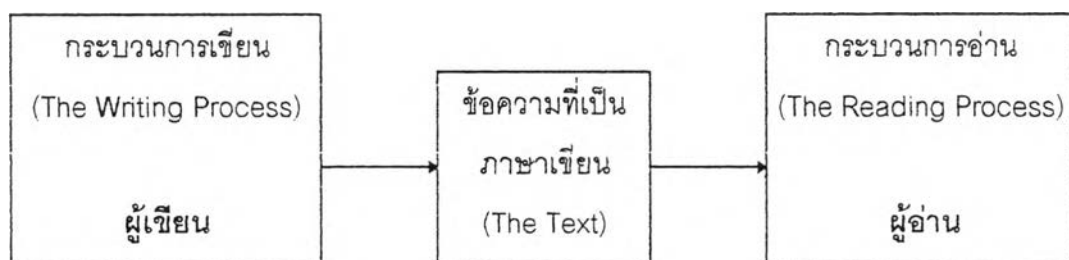 กระบวนการเขียน
(The Writing Process)
ผู้เขียน
ข้อความที่เป็น
ภาษาเขียน
(The Text)
กระบวนการอ่าน
(The Reading Process)
ผู้อ่าน